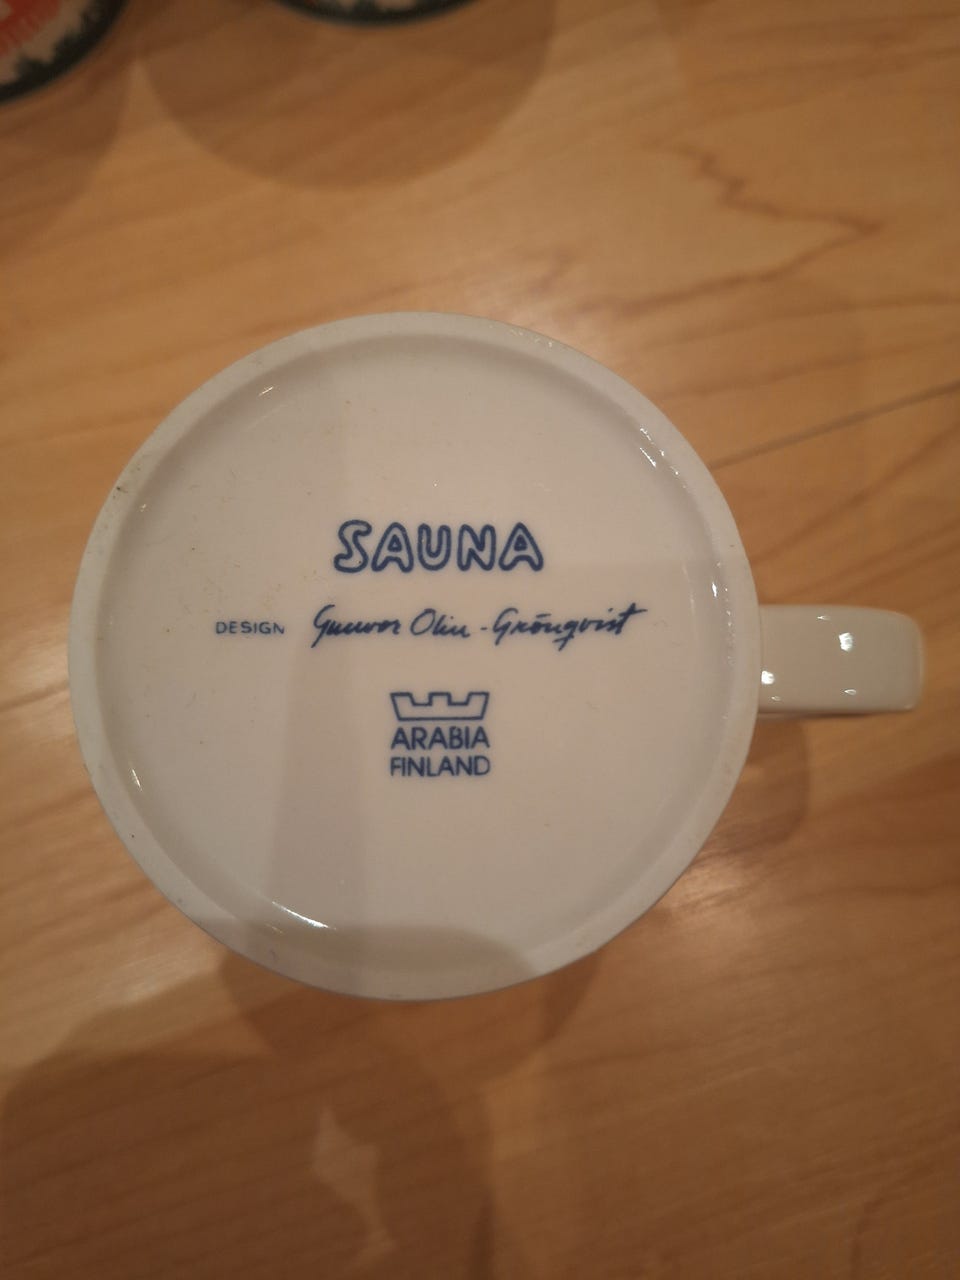 SAUNA
DESIGN Gunvor Olin-Grönqvist
ARABIA
FINLAND